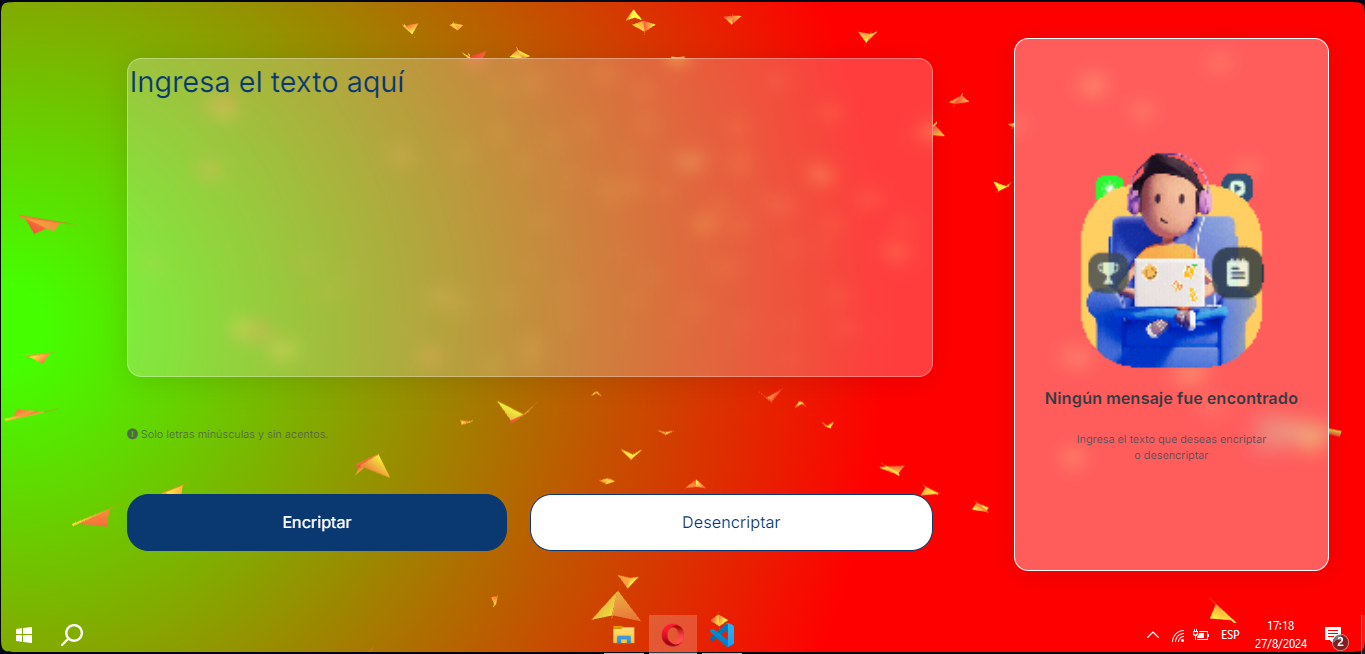 Ingresa el texto aquí
Solo letras minúsculas y sin acentos.
Encriptar
Desencriptar
Ningún mensaje fue encontrado
Ingresa el texto que deseas encriptar
o desencriptar
ESP
17:18
27/8/2024
2